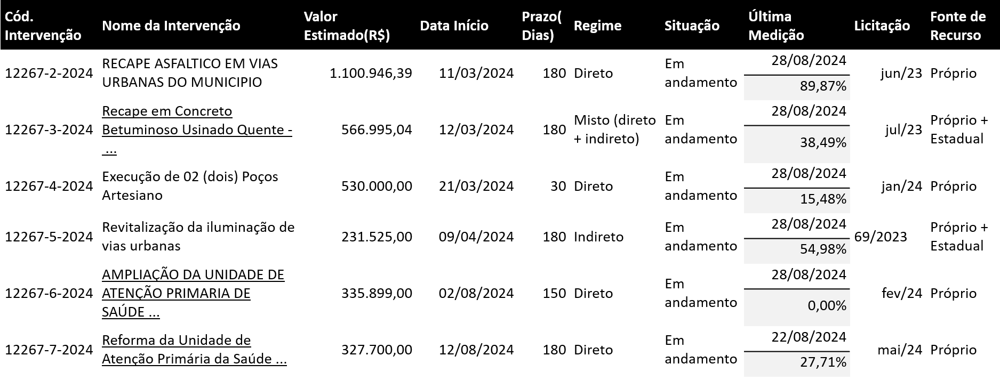 Cód.
Intervenção
Nome da Intervenção
Valor
Estimado(R$)
Data Início
Prazo(
Dias)
Regime
Situação
Última
Medição
Licitação
Fonte de
Recurso
12267-2-2024
RECAPE ASFALTICO EM VIAS
URBANAS DO MUNICIPIO
1.100.946,39
11/03/2024
180
Direto
Em
andamento
28/08/2024
89,87%
jun/23
Próprio
12267-3-2024
Recape em Concreto
Betuminoso Usinado Quente -
...
566.995,04
12/03/2024
180
Misto (direto
+ indireto)
Em
andamento
28/08/2024
38,49%
jul/23
Próprio +
Estadual
12267-4-2024
Execução de 02 (dois) Poços
Artesiano
530.000,00
21/03/2024
30
Direto
Em
andamento
28/08/2024
15,48%
jan/24
Próprio
12267-5-2024
Revitalização da iluminação de
vias urbanas
231.525,00
09/04/2024
180
Indireto
Em
andamento
28/08/2024
54,98%
69/2023
Próprio +
Estadual
12267-6-2024
AMPLIAÇÃO DA UNIDADE DE
ATENÇÃO PRIMARIA DE
SAÚDE ...
335.899,00
02/08/2024
150
Direto
Em
andamento
28/08/2024
0,00%
fev/24
Próprio
12267-7-2024
Reforma da Unidade de
Atenção Primária da Saúde ...
327.700,00
12/08/2024
180
Direto
Em
andamento
22/08/2024
27,71%
mai/24
Próprio